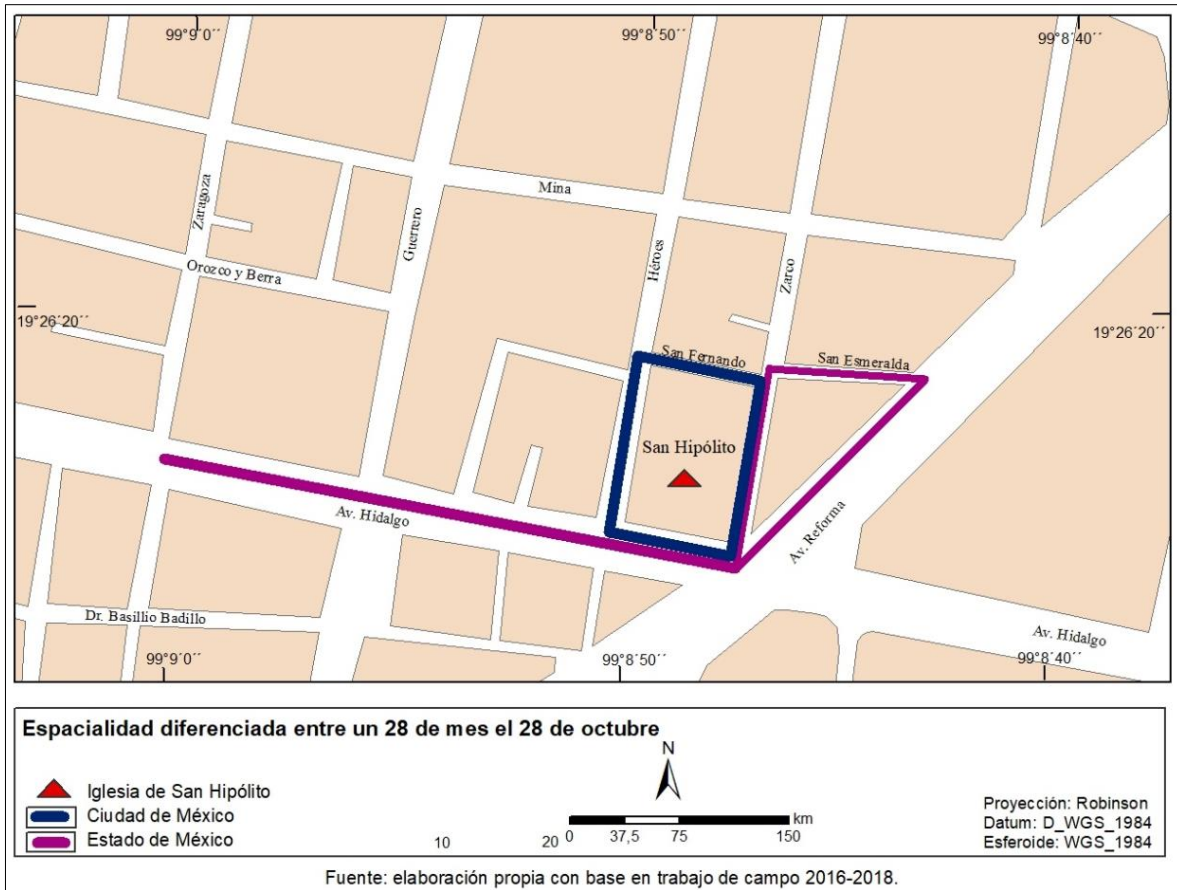 99°9´0´´
99°8´50´´
99°8´40´´
Mina
Zaragoza
Guerrero
Héroes
Zarco
Orozco y Berra
19°26´20´´
19°26´20´´
San Fernando
San Esmeralda
San Hipólito
Av. Hidalgo
Av. Reforma
Dr. Basillio Badillo
Av. Hidalgo
99°9´0´´
99°8´50´´
99°8´40´´
Espacialidad diferenciada entre un 28 de mes el 28 de octubre
N
Iglesia de San Hipólito
Ciudad de México
Estado de México
10 20 0 37,5 75 150 km
Proyección: Robinson
Datum: D_WGS_1984
Esferoide: WGS_1984
Fuente: elaboración propia con base en trabajo de campo 2016-2018.